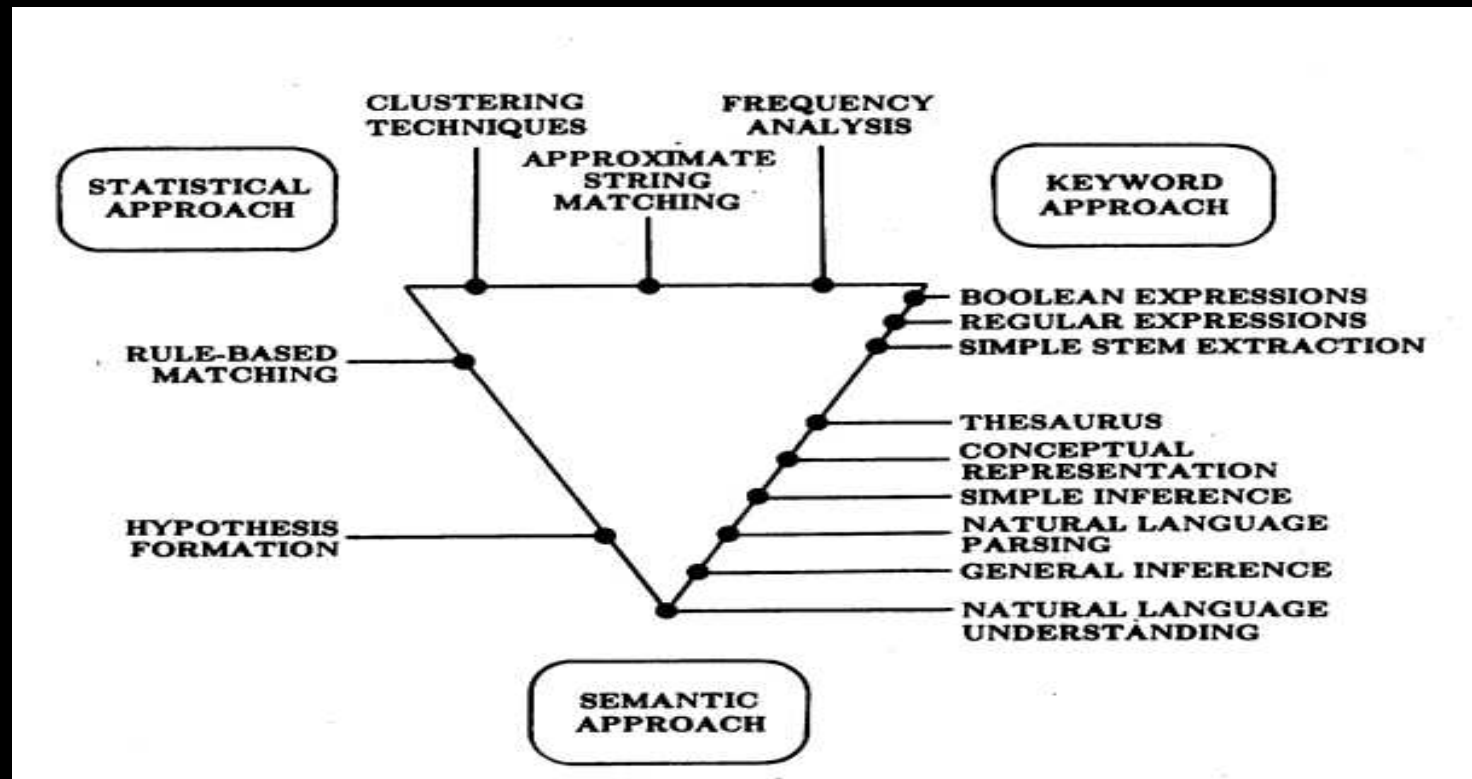 CLUSTERING
TECHNIQUES
FREQUENCY
ANALYSIS
APPROXIMATE
STRING
MATCHING
STATISTICAL
APPROACH
KEYWORD
APPROACH
BOOLEAN EXPRESSIONS
REGULAR EXPRESSIONS
SIMPLE STEM EXTRACTION
RULE-BASED
MATCHING
THESAURUS
CONCEPTUAL
REPRESENTATION
SIMPLE INFERENCE
HYPOTHESIS
FORMATION
NATURAL LANGUAGE
PARSING
GENERAL INFERENCE
NATURAL LANGUAGE
UNDERSTANDING
SEMANTIC
APPROACH